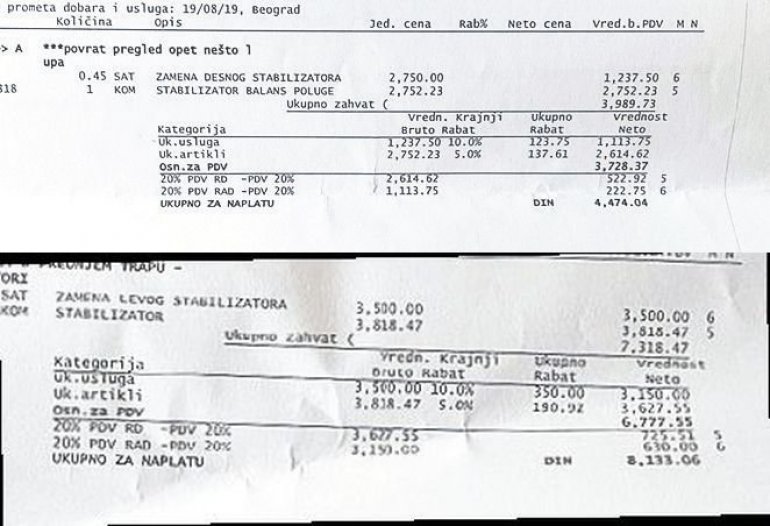 prometa dobara i usluga: 19/08/19, Beograd
Količina Opis Jed. cena Rab% Neto cena Vred.b.PDV M N
> A ***povrat pregled opet nešto l
upa
0.45 SAT ZAMENA DESNOG STABILIZATORA 2,750.00 1,237.50 6
818 1 KOM STABILIZATOR BALANS POLUGE 2,752.23 2,752.23 5
Ukupno zahvat ( 3,989.73
Vredn. Krajnji Ukupno Vrednost
Kategorija Bruto Rabat Rabat Neto
Uk.usluga 1,237.50 10.0% 123.75 1,113.75
Uk.artikli 2,752.23 5.0% 137.61 2,614.62
Osn.za PDV 3,728.37
20% PDV RD -PDV 20% 2,614.62 522.92 5
20% PDV RAD -PDV 20% 1,113.75 222.75 6
UKUPNO ZA NAPLATU DIN 4,474.04
TRAPU -
SAT ZAMENA LEVOG STABILIZATORA 3,500.00 3,500.00 6
KOM STABILIZATOR 3,818.47 3,818.47 5
Ukupno zahvat ( 7,318.47
Vredn. Krajnji Ukupno Vrednost
Kategorija Bruto Rabat Rabat Neto
Uk.usluga 3,500.00 10.0% 350.00 3,150.00
Uk.artikli 3,818.47 5.0% 190.92 3,627.55
Osn.za PDV 6,777.55
20% PDV RD -PDV 20% 3,627.55 725.51 5
20% PDV RAD -PDV 20% 3,150.00 630.00 6
UKUPNO ZA NAPLATU DIN 8,133.06